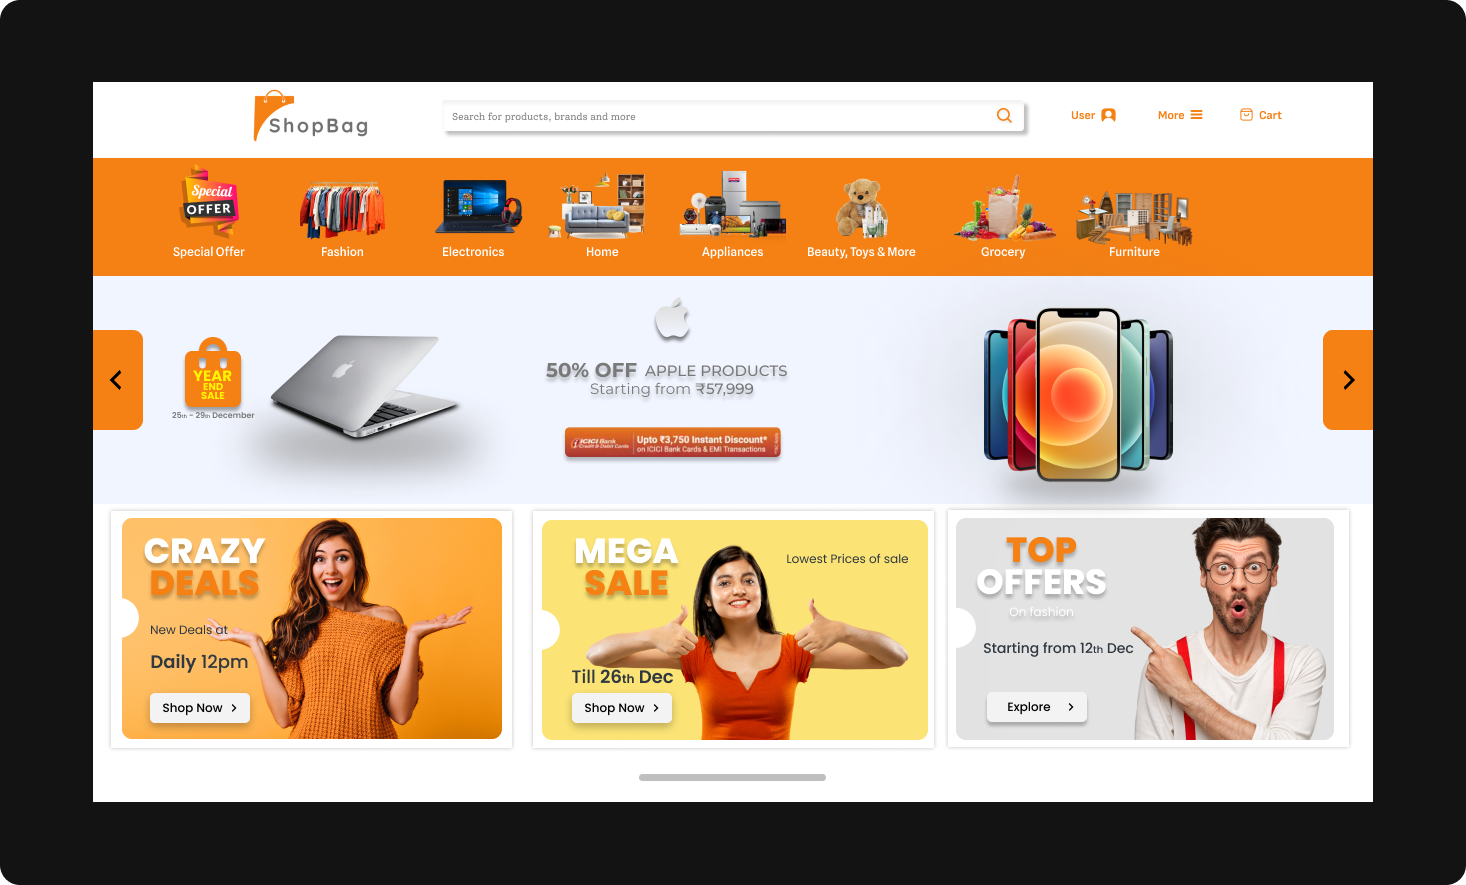 ShopBag
Search for products, brands and more
User
More
Cart
Special
OFFER
Special Offer
Fashion
Electronics
Home
Appliances
Beauty, Toys & More
Grocery
Furniture
YEAR
END
SALE
25th - 29th December
50% OFF APPLE PRODUCTS
Starting from ₹57,999
ICICI Bank
Credit & Debit Cards
Upto ₹3,750 Instant Discount*
on ICICI Bank Cards & EMI Transactions
CRAZY
DEALS
New Deals at
Daily 12pm
Shop Now
MEGA
SALE
Lowest Prices of sale
Till 26th Dec
Shop Now
TOP
OFFERS
On fashion
Starting from 12th Dec
Explore